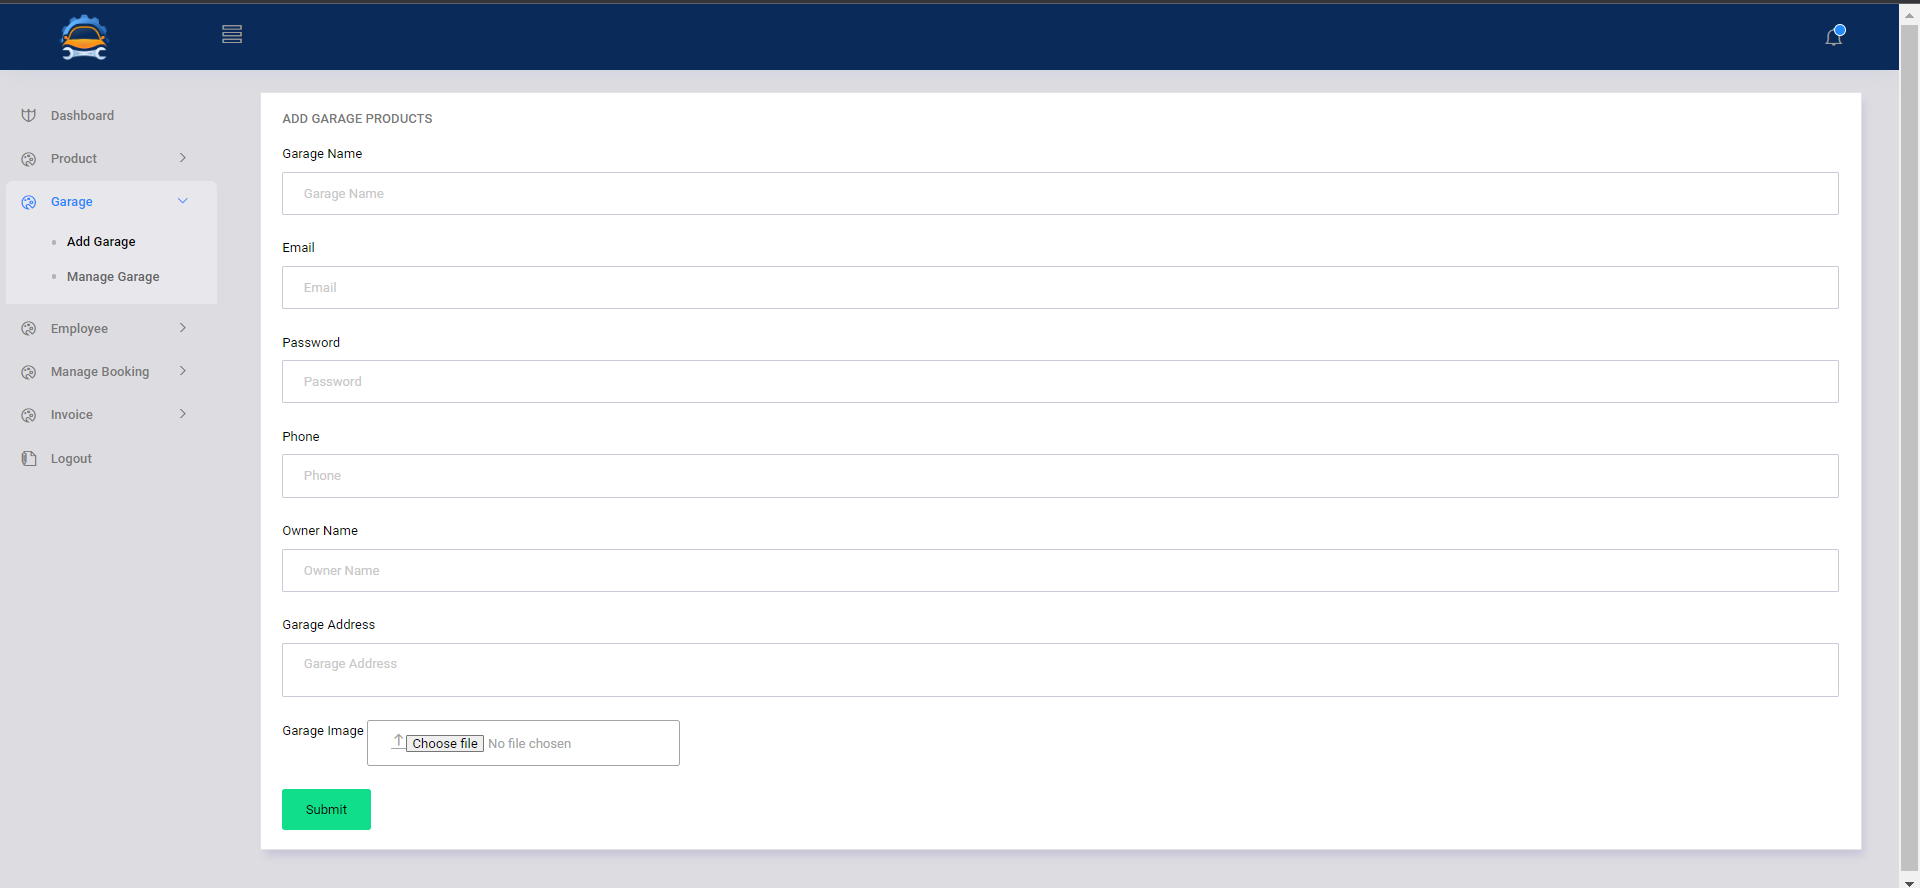 Dashboard
Product
Garage
Add Garage
Manage Garage
Employee
Manage Booking
Invoice
Logout
ADD GARAGE PRODUCTS
Garage Name
Garage Name
Email
Email
Password
Password
Phone
Phone
Owner Name
Owner Name
Garage Address
Garage Address
Garage Image Choose file No file chosen
Submit